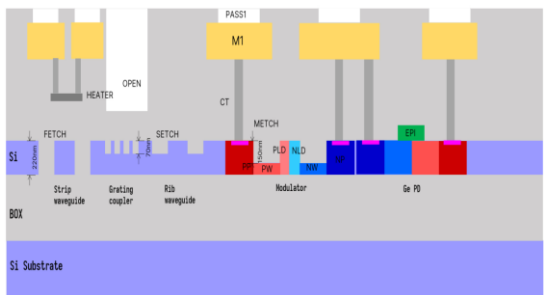 PASS1
M1
OPEN
HEATER
CT
METCH
EPI
FETCH
SETCH
Si
220nm
70nm
150nm
PLD
NLD
PP
PW
NW
Strip
waveguide
Grating
coupler
Rib
waveguide
Modulator
Ge PD
BOX
Si Substrate